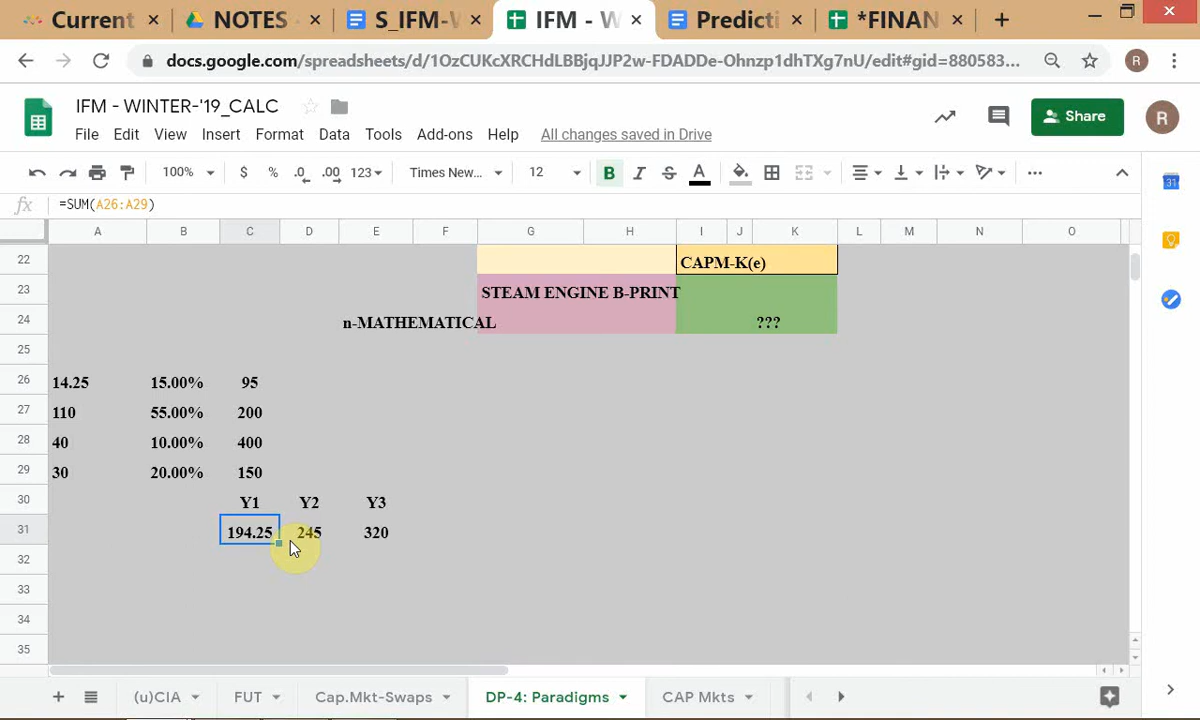 Current
NOTES
S_IFM-W
IFM - W
Predicti
*FINAN
docs.google.com/spreadsheets/d/1OzCUKcXRCHdLBBjqJJP2w-FDADDe-Ohnzp1dhTXg7nU/edit#gid=880583...
R
IFM - WINTER-'19_CALC
File Edit View Insert Format Data Tools Add-ons Help All changes saved in Drive
Share
R
100% $ % .0 .00 123 Times New... 12 B I S A
31
fx =SUM(A26:A29)
A B C D E F G H I J K L M N O
22 CAPM-K(e)
23 STEAM ENGINE B-PRINT
24 n-MATHEMATICAL ???
25
26 14.25 15.00% 95
27 110 55.00% 200
28 40 10.00% 400
29 30 20.00% 150
30 Y1 Y2 Y3
31 194.25 245 320
32
33
34
35
(u)CIA FUT Cap.Mkt-Swaps DP-4: Paradigms CAP Mkts